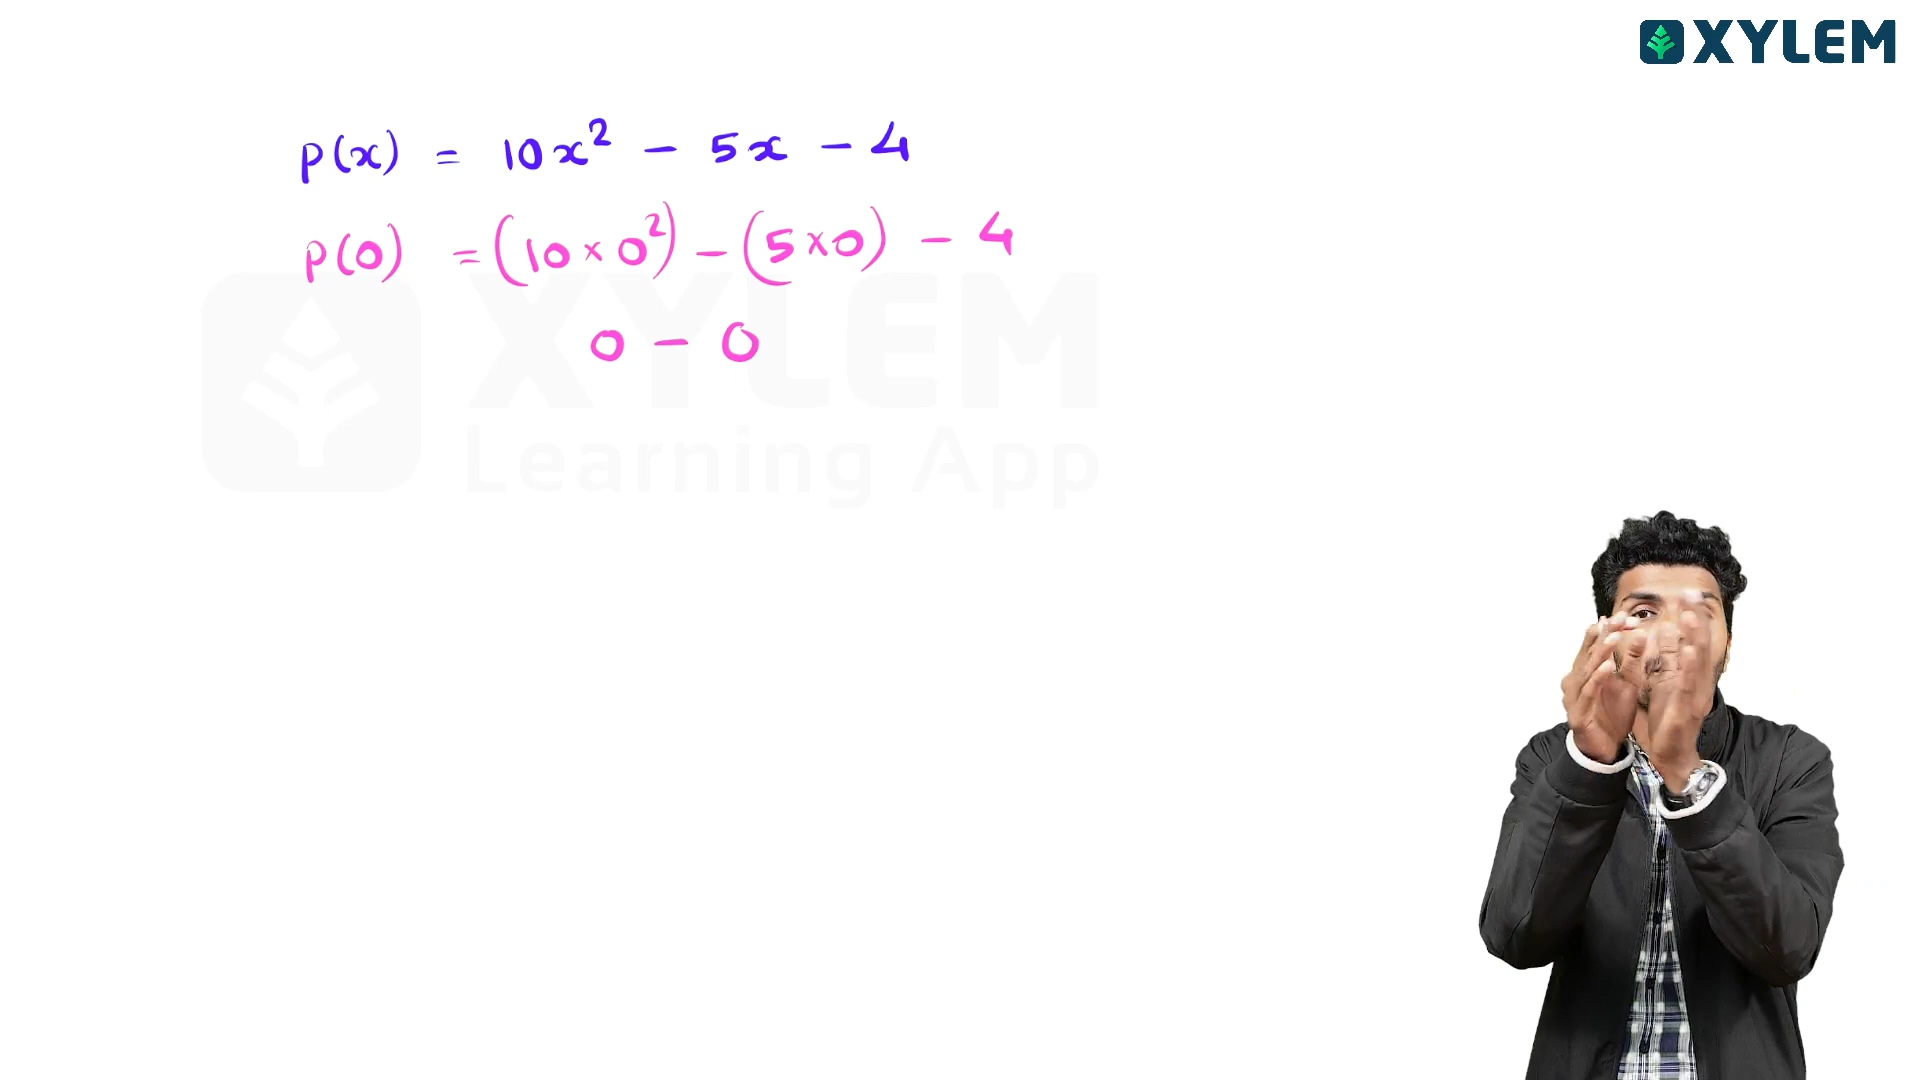 XYLEM
p(x) = 10x² - 5x - 4
p(0) = (10 × 0²) - (5 × 0) - 4
0 - 0
XYLEM
Learning App